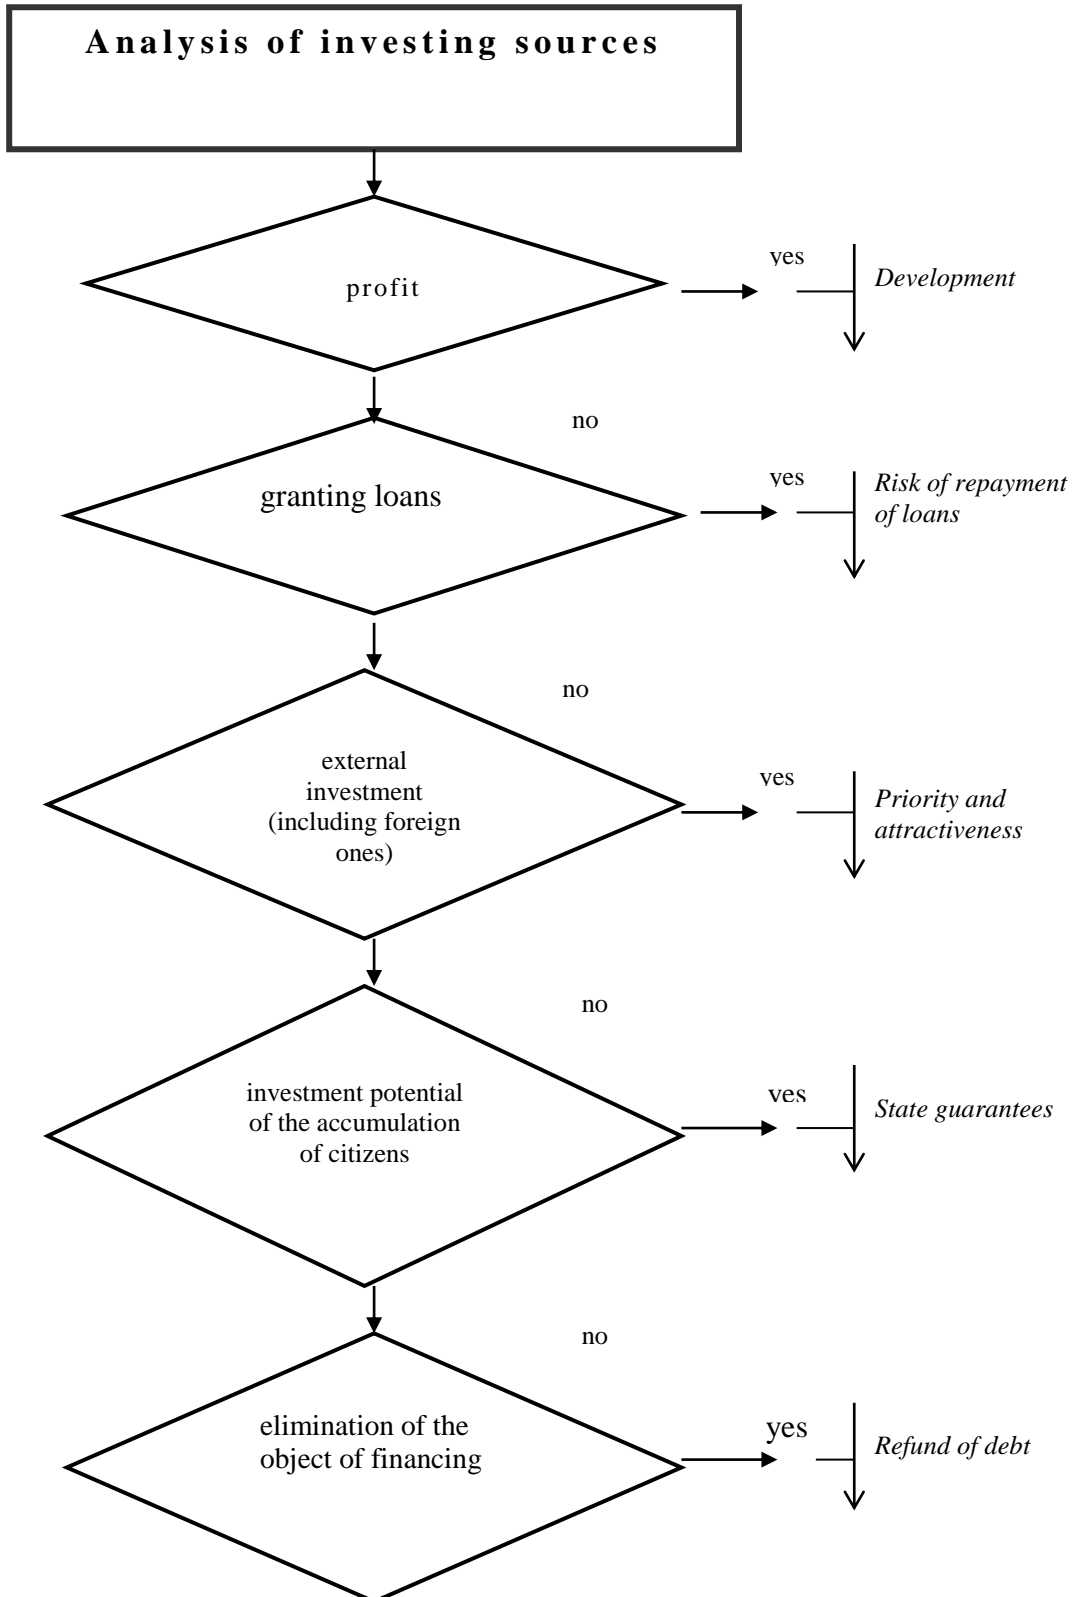 Analysis of investing sources
yes
Development
profit
no
granting loans
yes
Risk of repayment
of loans
no
external
investment
(including foreign
ones)
yes
Priority and
attractiveness
no
investment potential
of the accumulation
of citizens
yes
State guarantees
no
elimination of the
object of financing
yes
Refund of debt